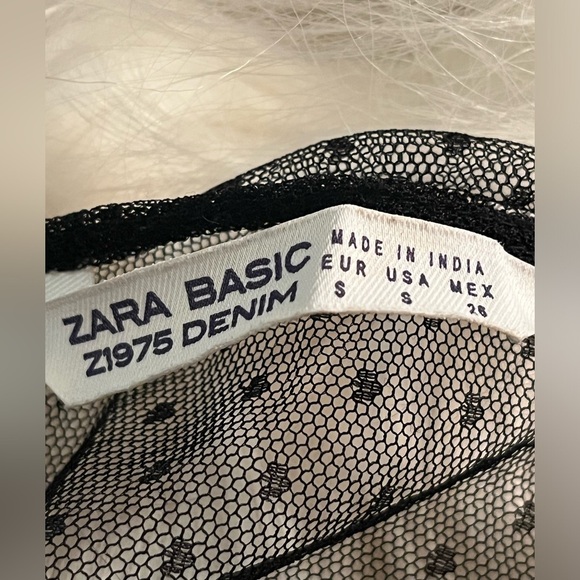 ZARA BASIC
Z1975 DENIM
MADE IN INDIA
EUR USA MEX
S S 26